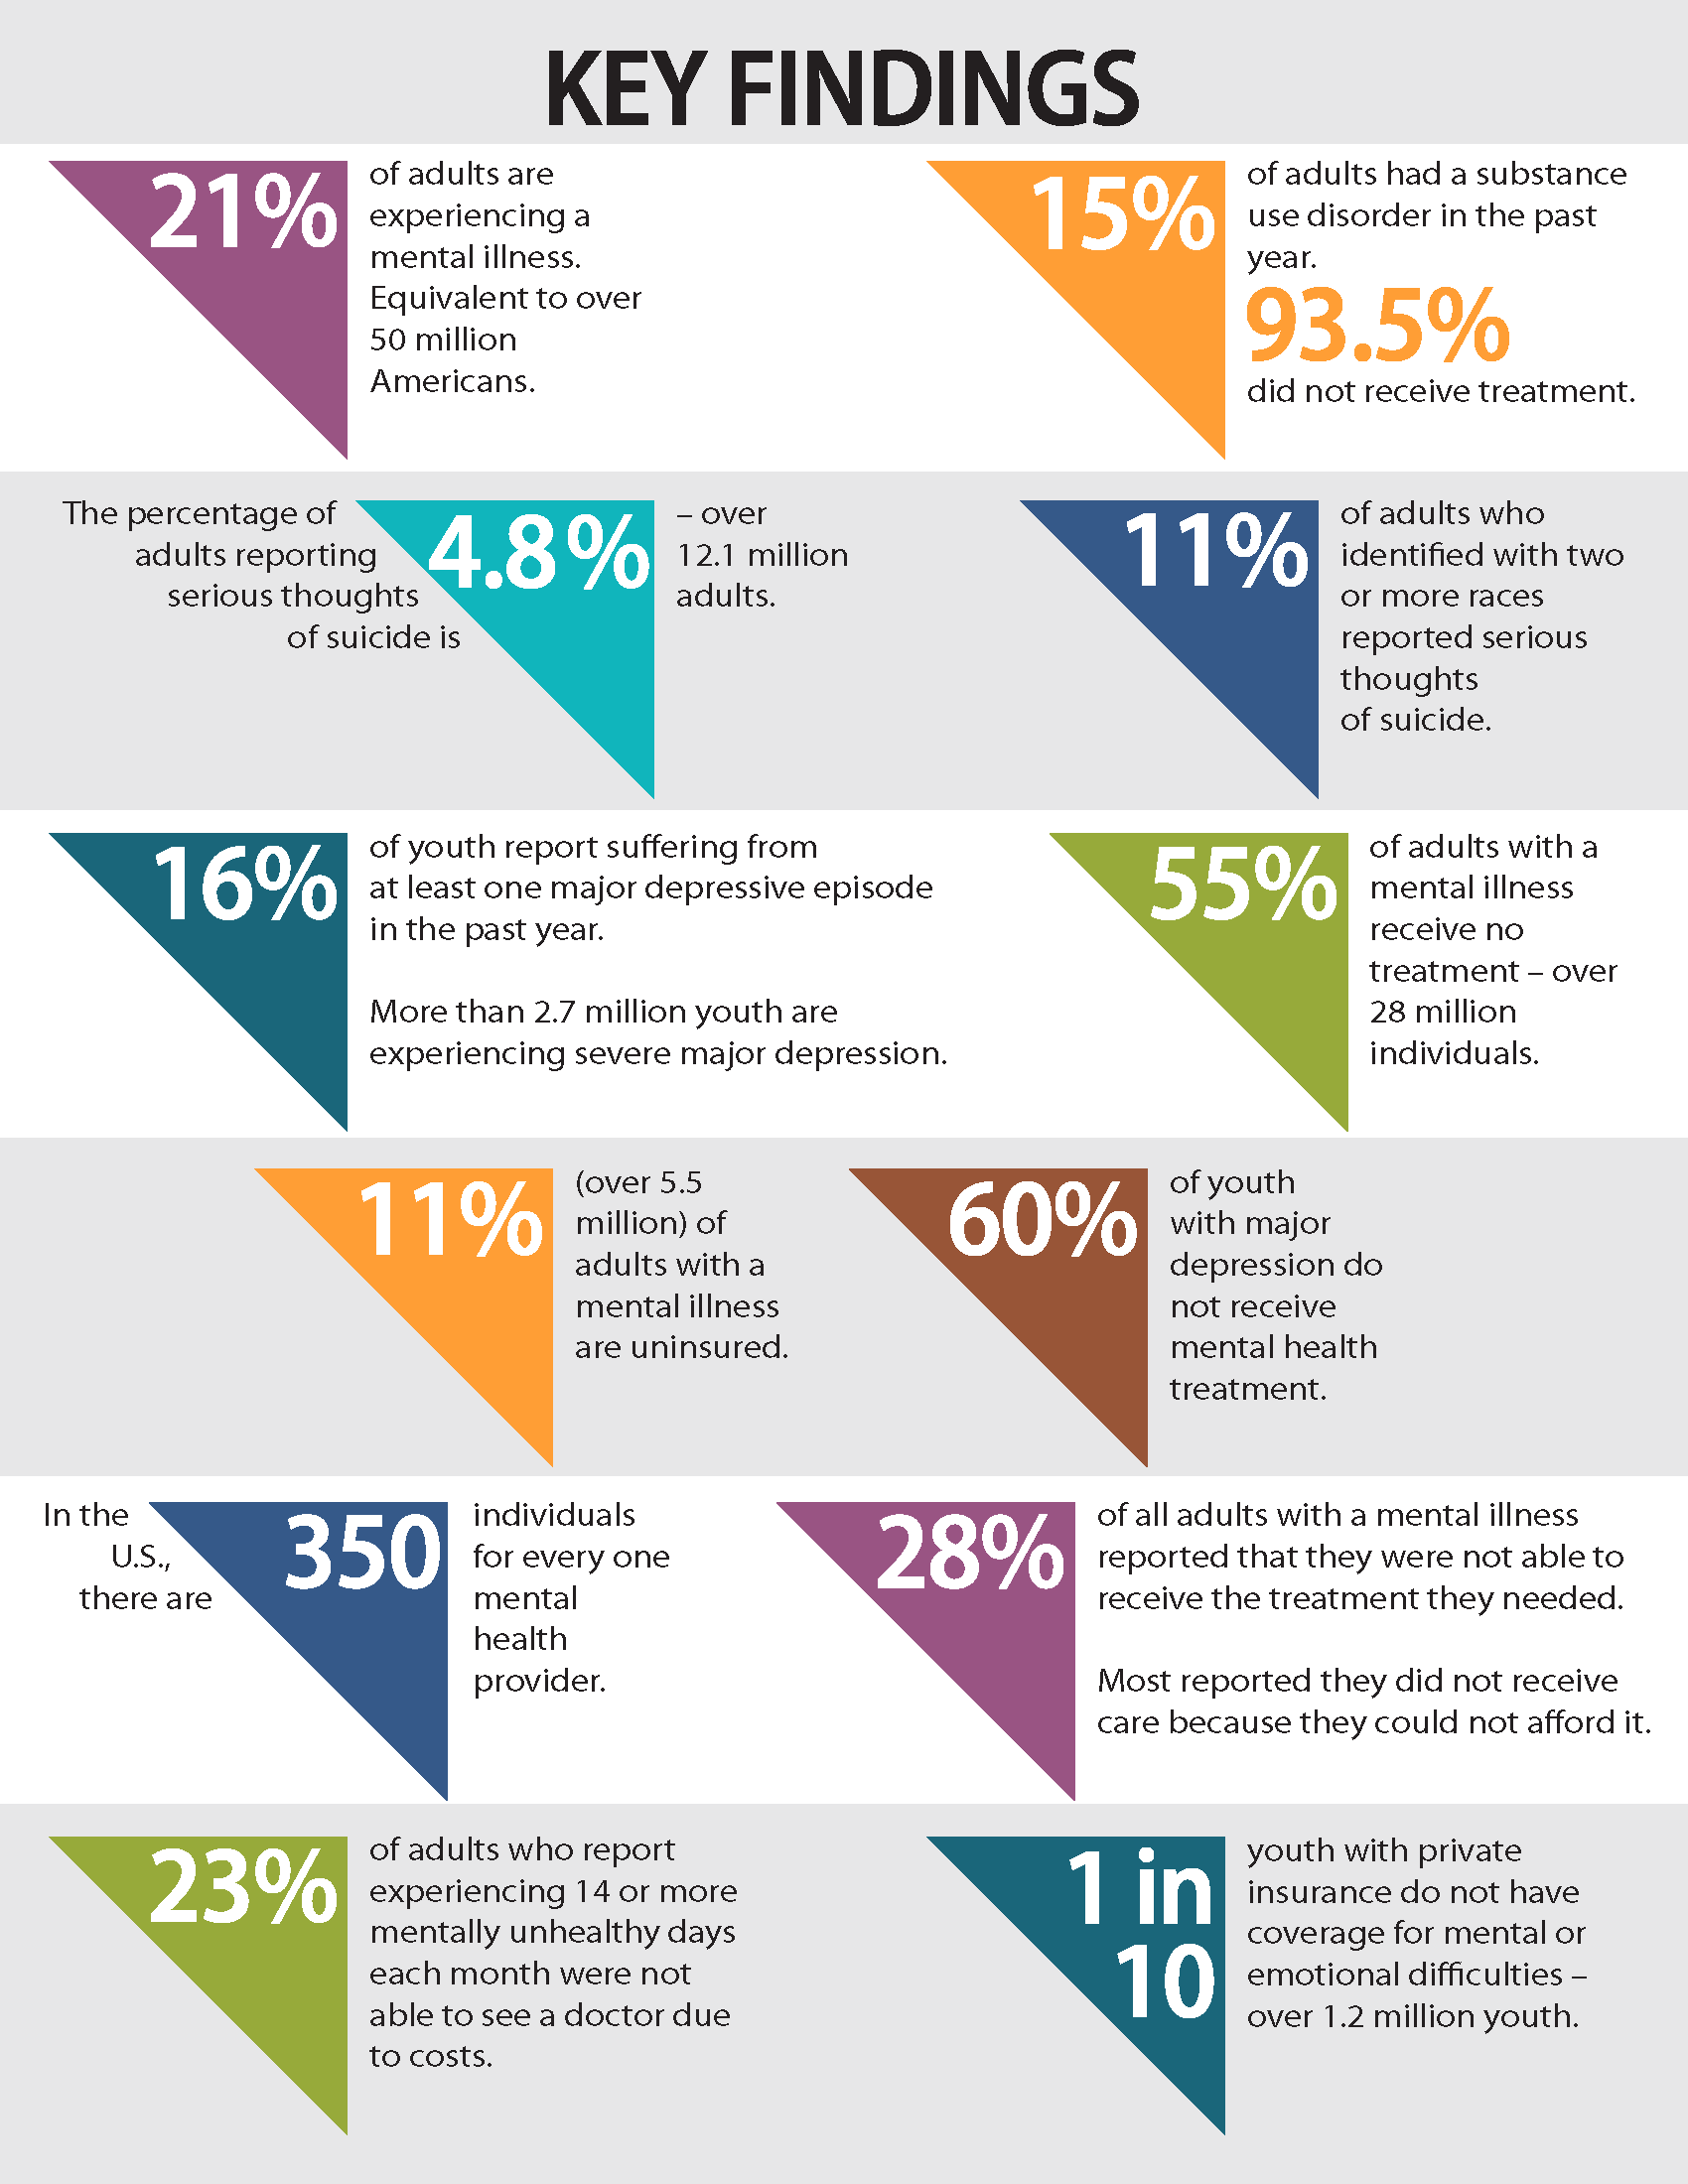 KEY FINDINGS
21%
of adults are
experiencing a
mental illness.
Equivalent to over
50 million
Americans.
15%
of adults had a substance
use disorder in the past
year.
93.5%
did not receive treatment.
The percentage of
adults reporting
serious thoughts
of suicide is
4.8%
– over
12.1 million
adults.
11%
of adults who
identified with two
or more races
reported serious
thoughts
of suicide.
16%
of youth report suffering from
at least one major depressive episode
in the past year.
More than 2.7 million youth are
experiencing severe major depression.
55%
of adults with a
mental illness
receive no
treatment – over
28 million
individuals.
11%
(over 5.5
million) of
adults with a
mental illness
are uninsured.
60%
of youth
with major
depression do
not receive
mental health
treatment.
In the
U.S.,
there are
350
individuals
for every one
mental
health
provider.
28%
of all adults with a mental illness
reported that they were not able to
receive the treatment they needed.
Most reported they did not receive
care because they could not afford it.
23%
of adults who report
experiencing 14 or more
mentally unhealthy days
each month were not
able to see a doctor due
to costs.
1 in
10
youth with private
insurance do not have
coverage for mental or
emotional difficulties –
over 1.2 million youth.